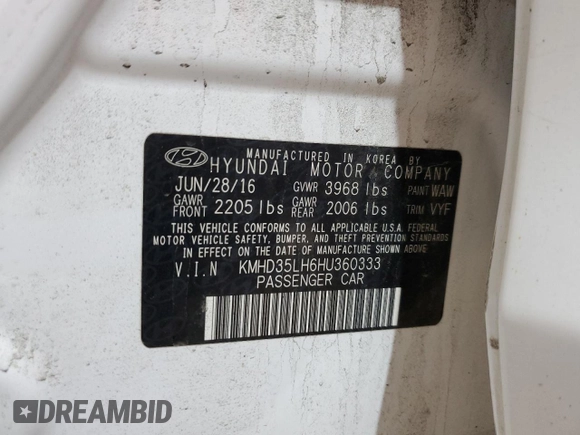 MANUFACTURED IN KOREA BY
HYUNDAI MOTOR COMPANY
JUN/28/16 GVWR 3968 lbs PAINT WAW
GAWR FRONT 2205 lbs GAWR REAR 2006 lbs TRIM VYF
THIS VEHICLE CONFORMS TO ALL APPLICABLE U.S.A. FEDERAL
MOTOR VEHICLE SAFETY, BUMPER, AND THEFT PREVENTION
STANDARDS IN EFFECT ON THE DATE OF MANUFACTURE SHOWN ABOVE
V.I.N KMHD35LH6HU360333
PASSENGER CAR
DREAMBID